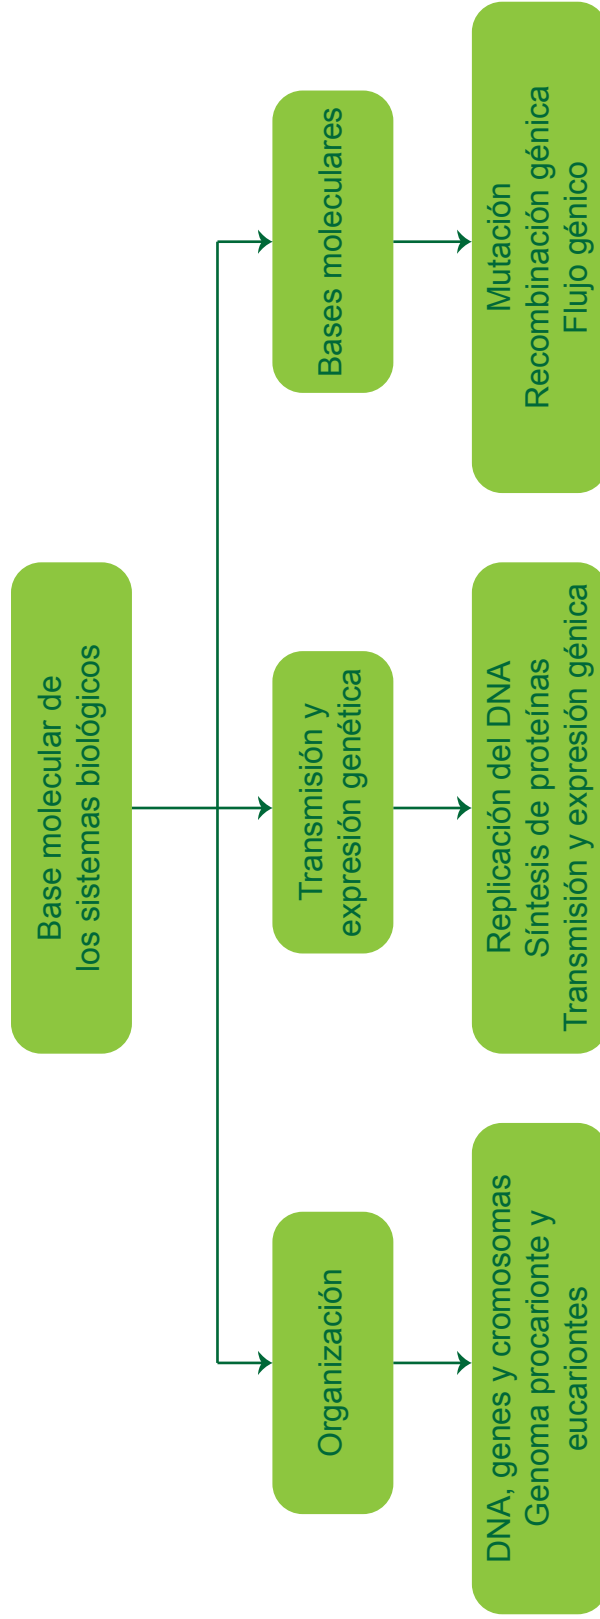 Base molecular de
los sistemas biológicos
Organización
Transmisión y
expresión genética
Bases moleculares
DNA, genes y cromosomas
Genoma procarionte y
eucariontes
Replicación del DNA
Síntesis de proteínas
Transmisión y expresión génica
Mutación
Recombinación génica
Flujo génico